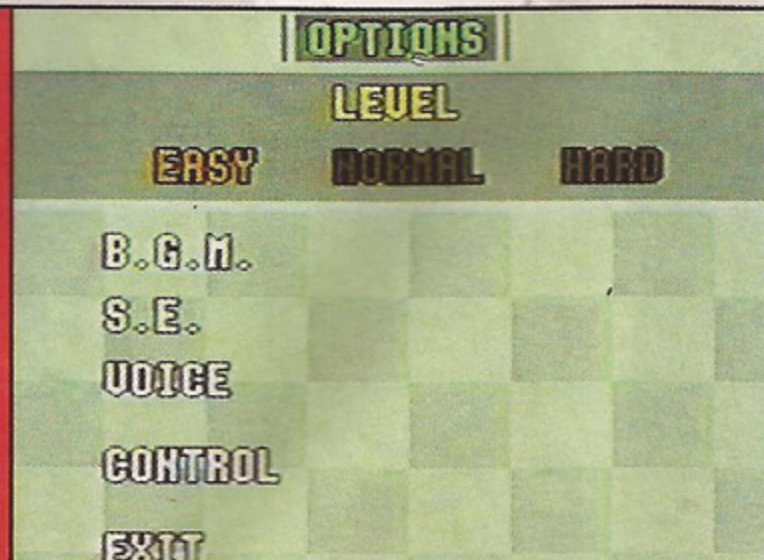 OPTIONS
LEVEL
EASY NORMAL HARD
B.G.M.
S.E.
VOICE
CONTROL
EXIT